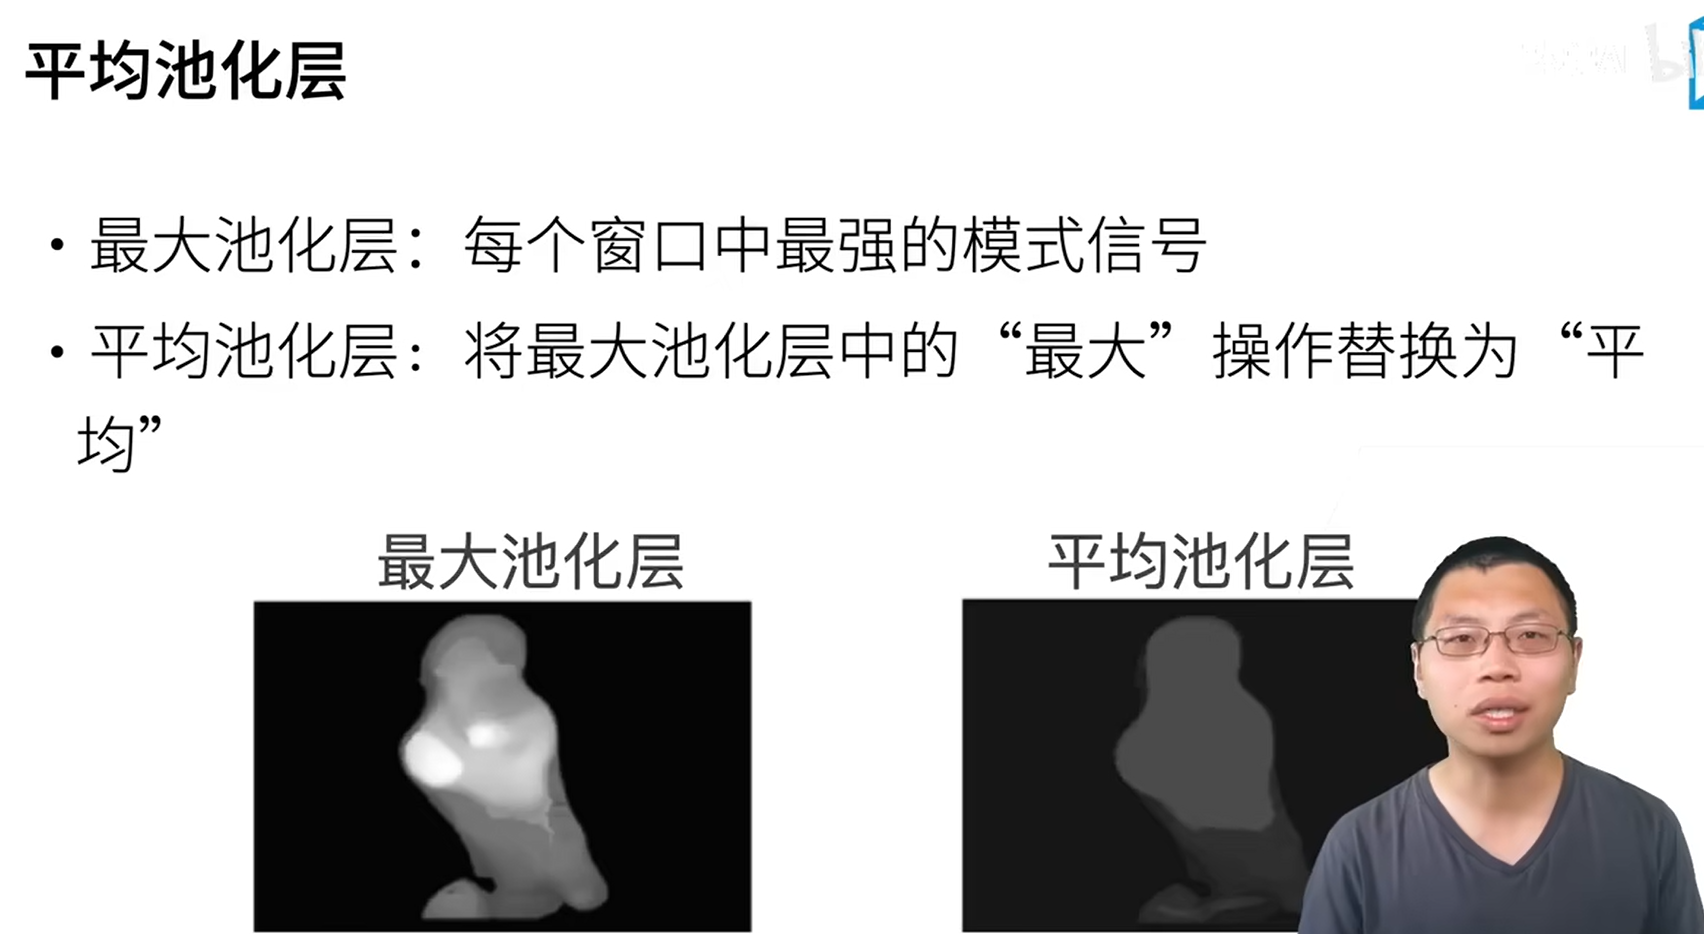 平均池化层
• 最大池化层：每个窗口中最强的模式信号
• 平均池化层：将最大池化层中的“最大”操作替换为“平
均”
最大池化层
平均池化层